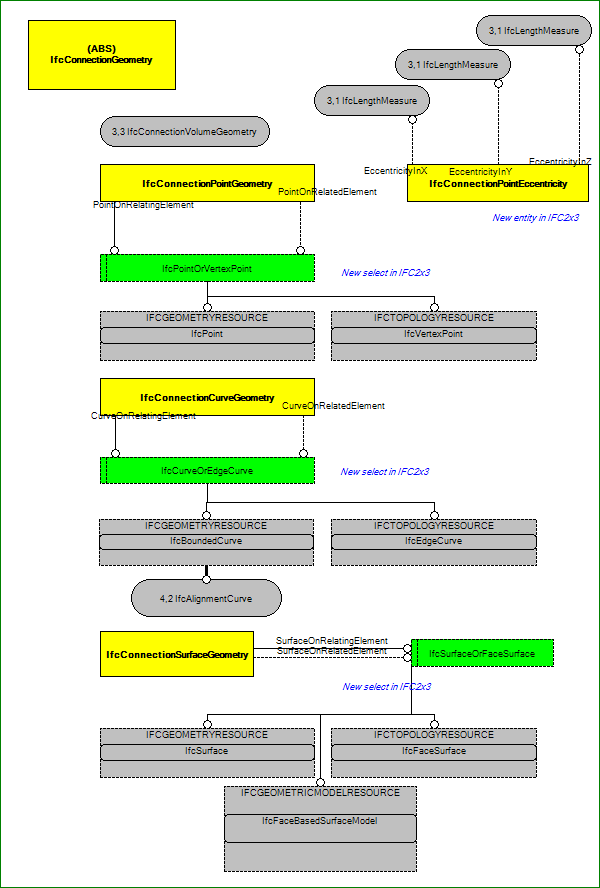 (ABS)
IfcConnectionGeometry
3,1 IfcLengthMeasure
3,1 IfcLengthMeasure
3,1 IfcLengthMeasure
3,3 IfcConnectionVolumeGeometry
EccentricityInX
EccentricityInY
EccentricityInZ
IfcConnectionPointGeometry
IfcConnectionPointEccentricity
PointOnRelatingElement
PointOnRelatedElement
New entity in IFC2x3
IfcPointOrVertexPoint
New select in IFC2x3
IFCGEOMETRYRESOURCE
IfcPoint
IFCTOPOLOGYRESOURCE
IfcVertexPoint
IfcConnectionCurveGeometry
CurveOnRelatingElement
CurveOnRelatedElement
IfcCurveOrEdgeCurve
New select in IFC2x3
IFCGEOMETRYRESOURCE
IfcBoundedCurve
IFCTOPOLOGYRESOURCE
IfcEdgeCurve
4,2 IfcAlignmentCurve
IfcConnectionSurfaceGeometry
SurfaceOnRelatingElement
SurfaceOnRelatedElement
IfcSurfaceOrFaceSurface
New select in IFC2x3
IFCGEOMETRYRESOURCE
IfcSurface
IFCTOPOLOGYRESOURCE
IfcFaceSurface
IFCGEOMETRICMODELRESOURCE
IfcFaceBasedSurfaceModel